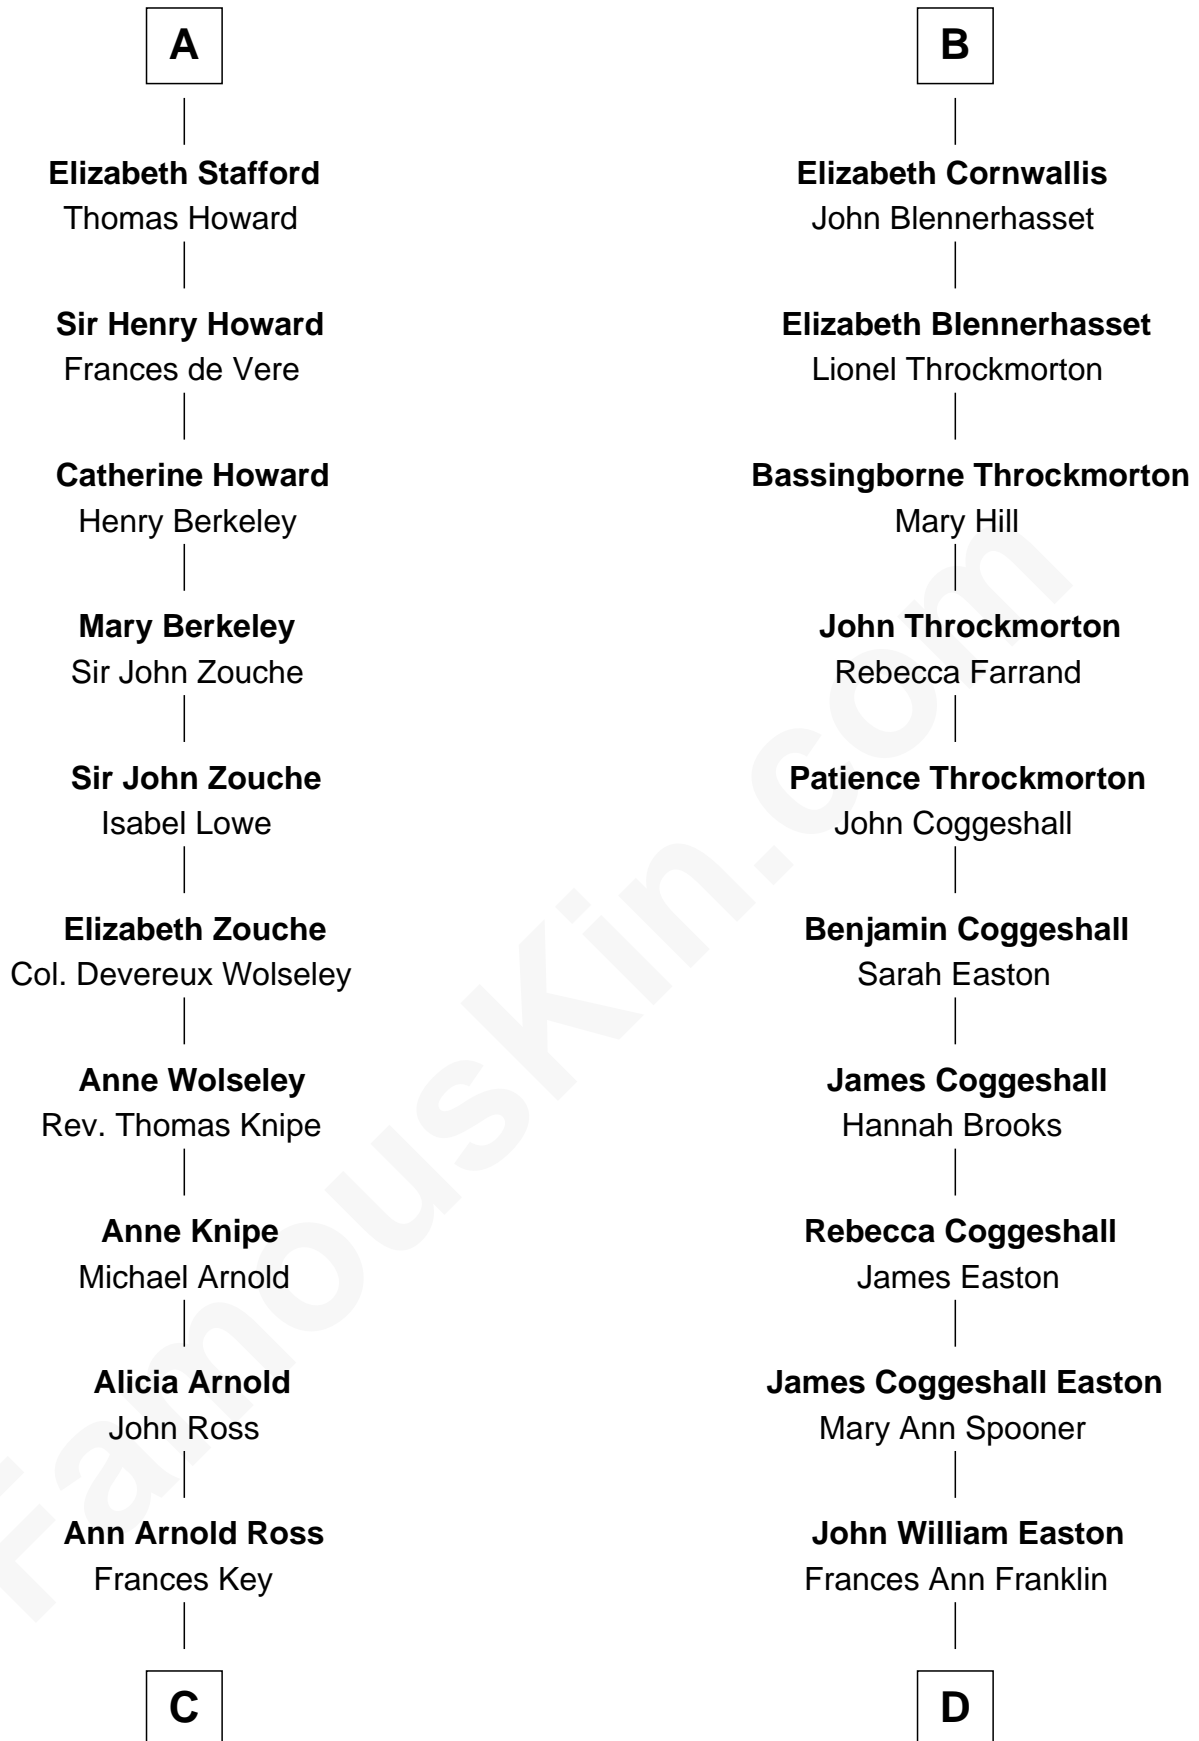 A
Elizabeth Stafford
Thomas Howard
Sir Henry Howard
Frances de Vere
Catherine Howard
Henry Berkeley
Mary Berkeley
Sir John Zouche
Sir John Zouche
Isabel Lowe
Elizabeth Zouche
Col. Devereux Wolseley
Anne Wolseley
Rev. Thomas Knipe
Anne Knipe
Michael Arnold
Alicia Arnold
John Ross
Ann Arnold Ross
Frances Key
C
B
Elizabeth Cornwallis
John Blennerhasset
Elizabeth Blennerhasset
Lionel Throckmorton
Bassingborne Throckmorton
Mary Hill
John Throckmorton
Rebecca Farrand
Patience Throckmorton
John Coggeshall
Benjamin Coggeshall
Sarah Easton
James Coggeshall
Hannah Brooks
Rebecca Coggeshall
James Easton
James Coggeshall Easton
Mary Ann Spooner
John William Easton
Frances Ann Franklin
D
FamousKin.com